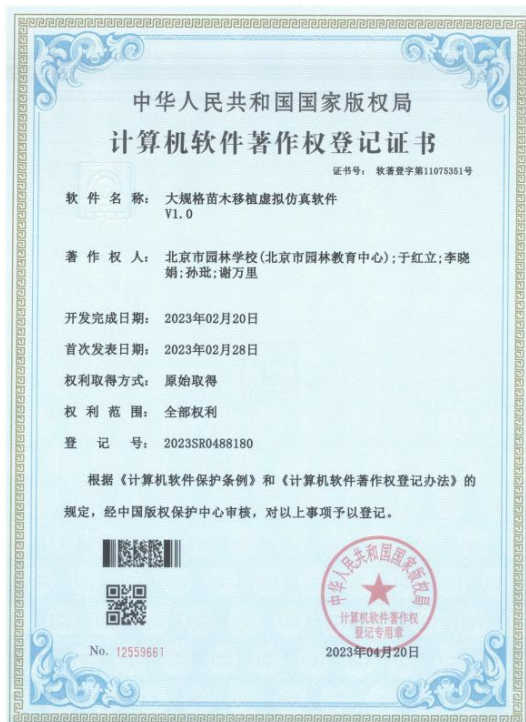 中华人民共和国国家版权局
计算机软件著作权登记证书
证书号： 软著登字第11075351号
软件名称： 大规格苗木移植虚拟仿真软件
V1.0
著作权人： 北京市园林学校(北京市园林教育中心);于红立;李晓
娟;孙玭;谢万里
开发完成日期： 2023年02月20日
首次发表日期： 2023年02月28日
权利取得方式： 原始取得
权利范围： 全部权利
登记号： 2023SR0488180
根据《计算机软件保护条例》和《计算机软件著作权登记办法》的
规定，经中国版权保护中心审核，对以上事项予以登记。
中华人民共和国国家版权局
计算机软件著作权
登记专用章
No. 12559661
2023年04月20日